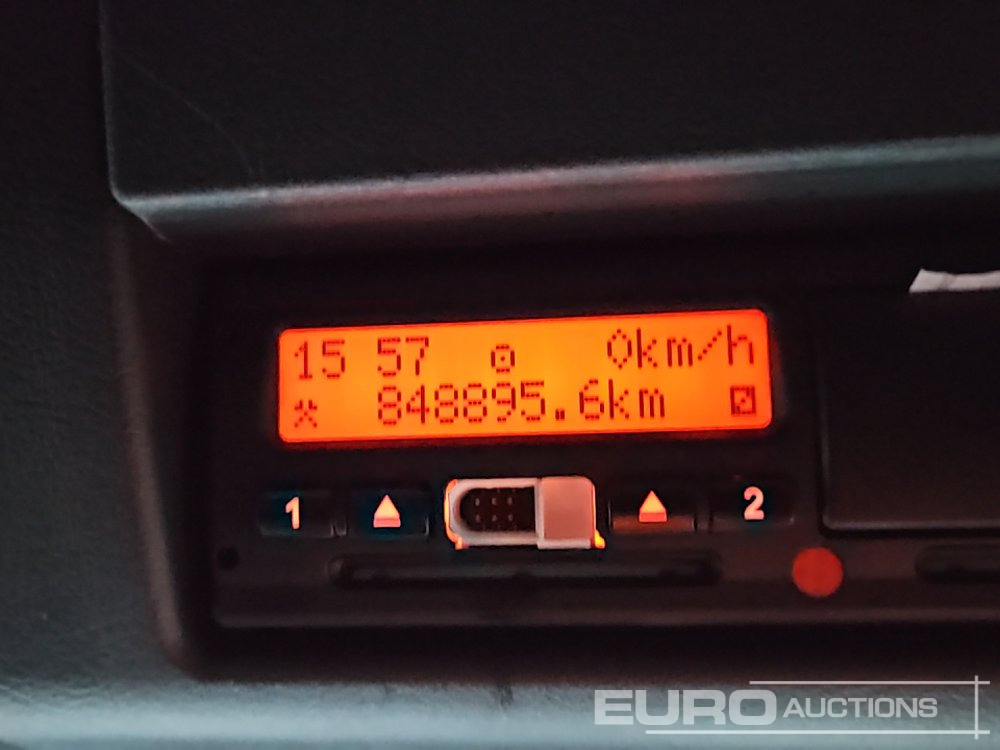 15 57 0km/h
848895.6km
1 2
EURO AUCTIONS